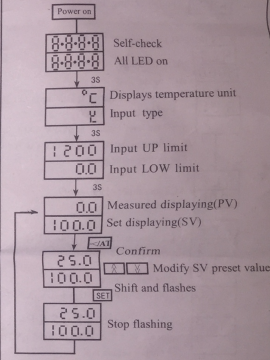 Power on
8.8.8.8 Self-check
8.8.8.8 All LED on
3S
°C Displays temperature unit
Input type
3S
1200 Input UP limit
0.0 Input LOW limit
3S
0.0 Measured displaying(PV)
100.0 Set displaying(SV)
</AT
Confirm
25.0
Modify SV preset value
100.0 Shift and flashes
SET
25.0
100.0 Stop flashing